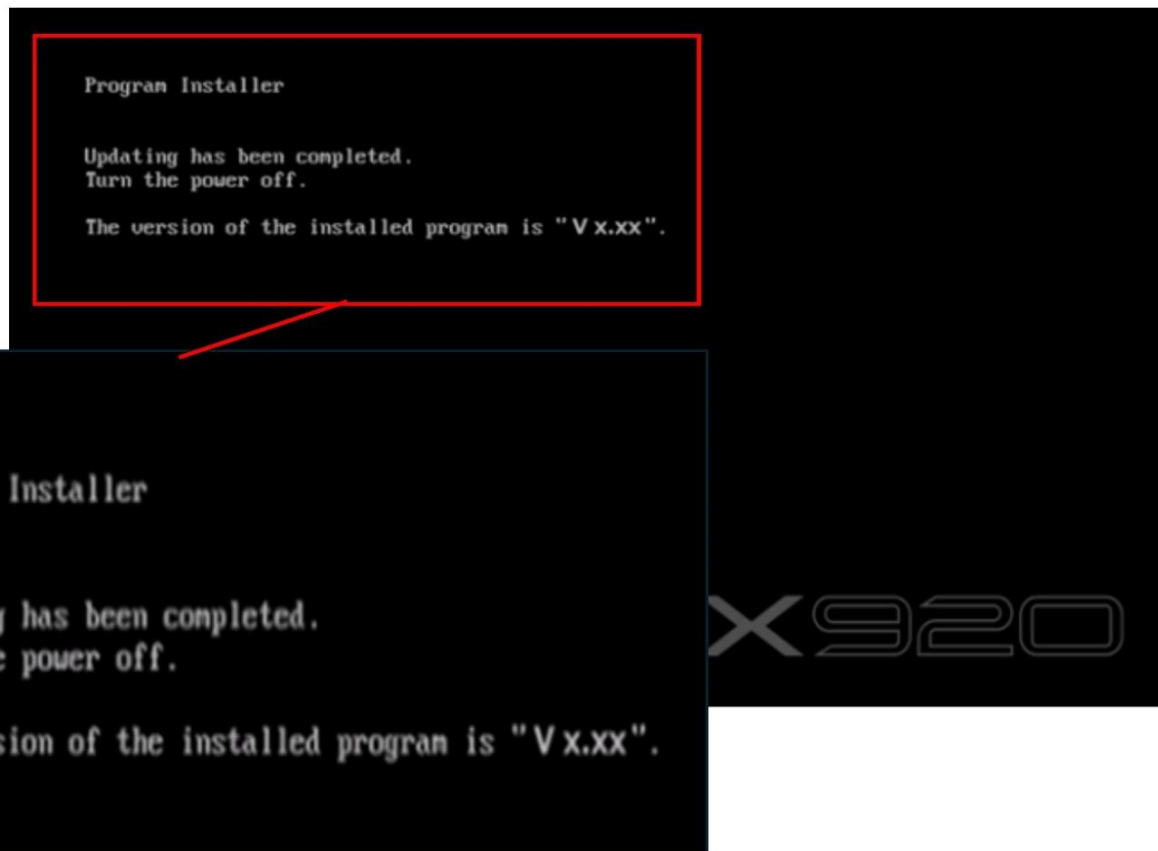 Program Installer
Updating has been completed.
Turn the power off.
The version of the installed program is "V x.xx".
Installer
has been completed.
power off.
of the installed program is "V x.xx".
X920